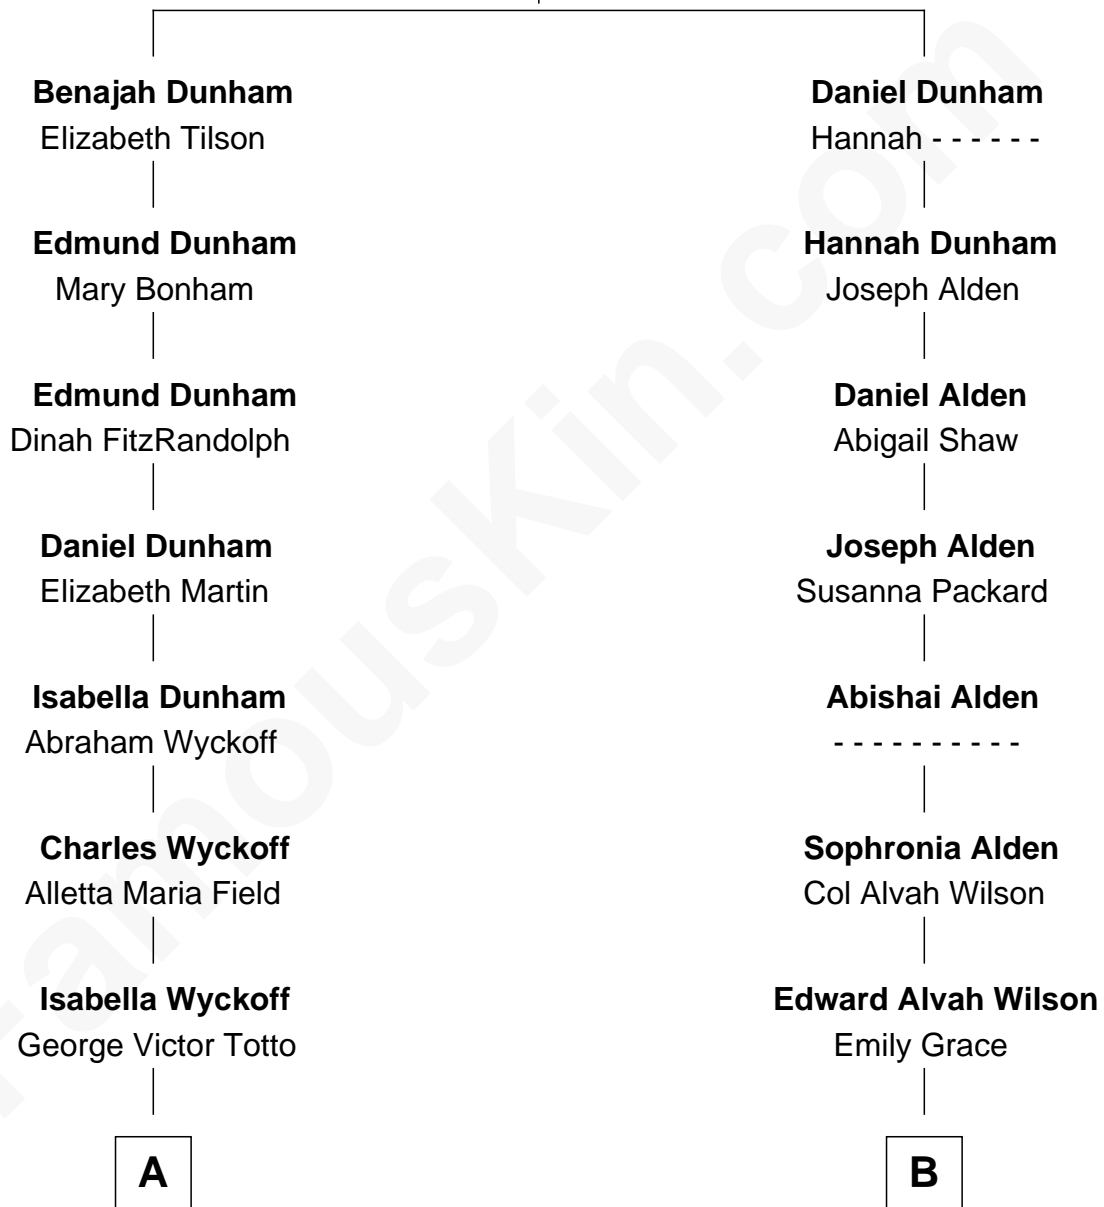 Benajah Dunham
Elizabeth Tilson
Edmund Dunham
Mary Bonham
Edmund Dunham
Dinah FitzRandolph
Daniel Dunham
Elizabeth Martin
Isabella Dunham
Abraham Wyckoff
Charles Wyckoff
Alletta Maria Field
Isabella Wyckoff
George Victor Totto
A
Daniel Dunham
Hannah - - - - - -
Hannah Dunham
Joseph Alden
Daniel Alden
Abigail Shaw
Joseph Alden
Susanna Packard
Abishai Alden
- - - - - - - - - -
Sophronia Alden
Col Alvah Wilson
Edward Alvah Wilson
Emily Grace
B
FamousKin.com